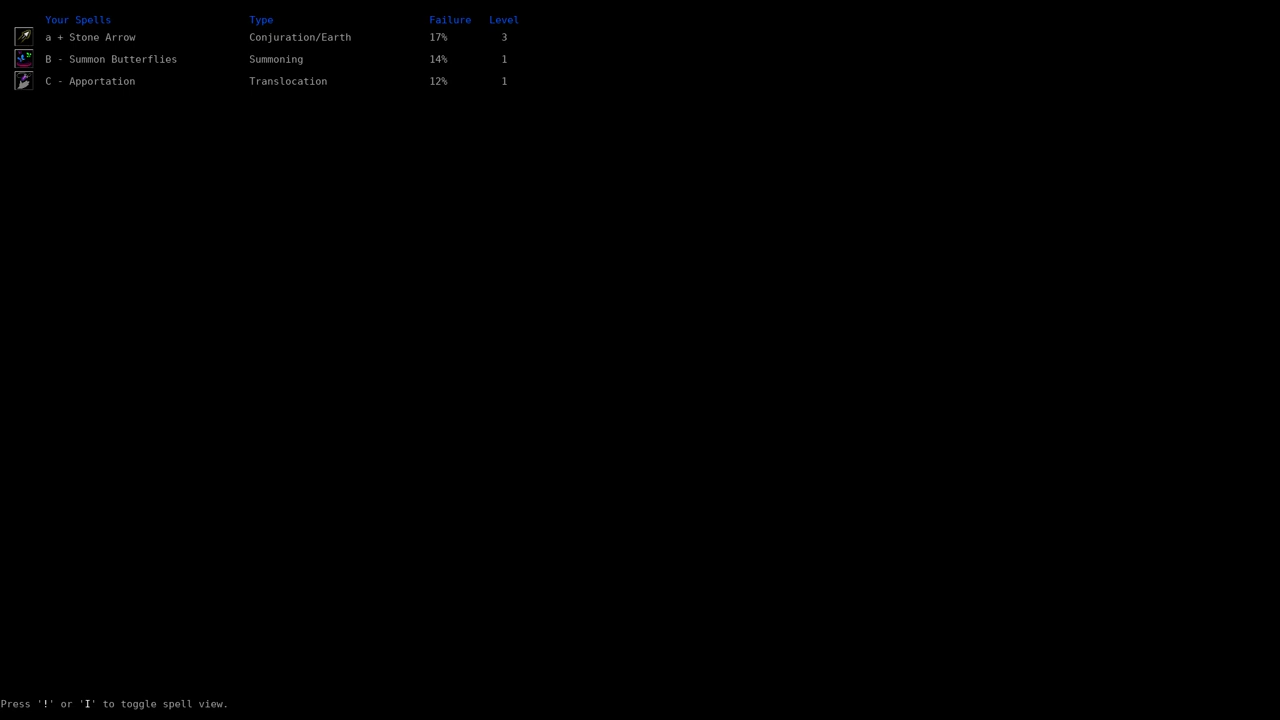 Your Spells Type Failure Level
a + Stone Arrow Conjuration/Earth 17% 3
B - Summon Butterflies Summoning 14% 1
C - Apportation Translocation 12% 1
Press '!' or 'I' to toggle spell view.